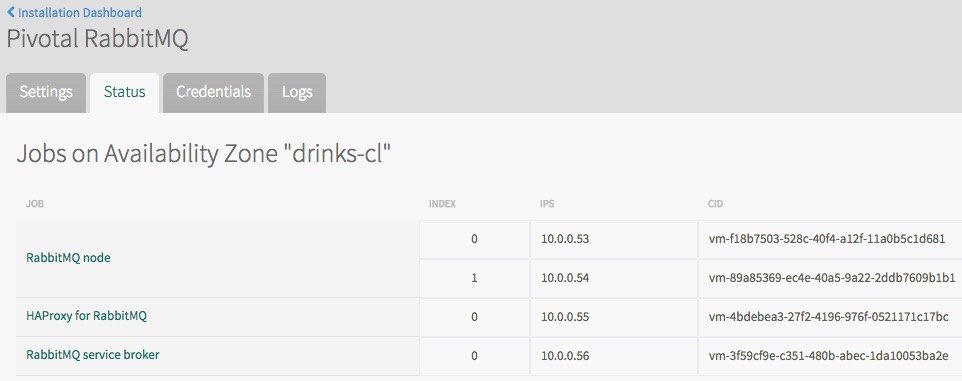 Installation Dashboard
Pivotal RabbitMQ
Settings Status Credentials Logs
Jobs on Availability Zone "drinks-cl"
JOB INDEX IPS CID
RabbitMQ node 0 10.0.0.53 vm-f18b7503-528c-40f4-a12f-11a0b5c1d681
1 10.0.0.54 vm-89a85369-ec4e-40a5-9a22-2ddb7609b1b1
HAProxy for RabbitMQ 0 10.0.0.55 vm-4bdebea3-27f2-4196-976f-0521171c17bc
RabbitMQ service broker 0 10.0.0.56 vm-3f59cf9e-c351-480b-abec-1da10053ba2e